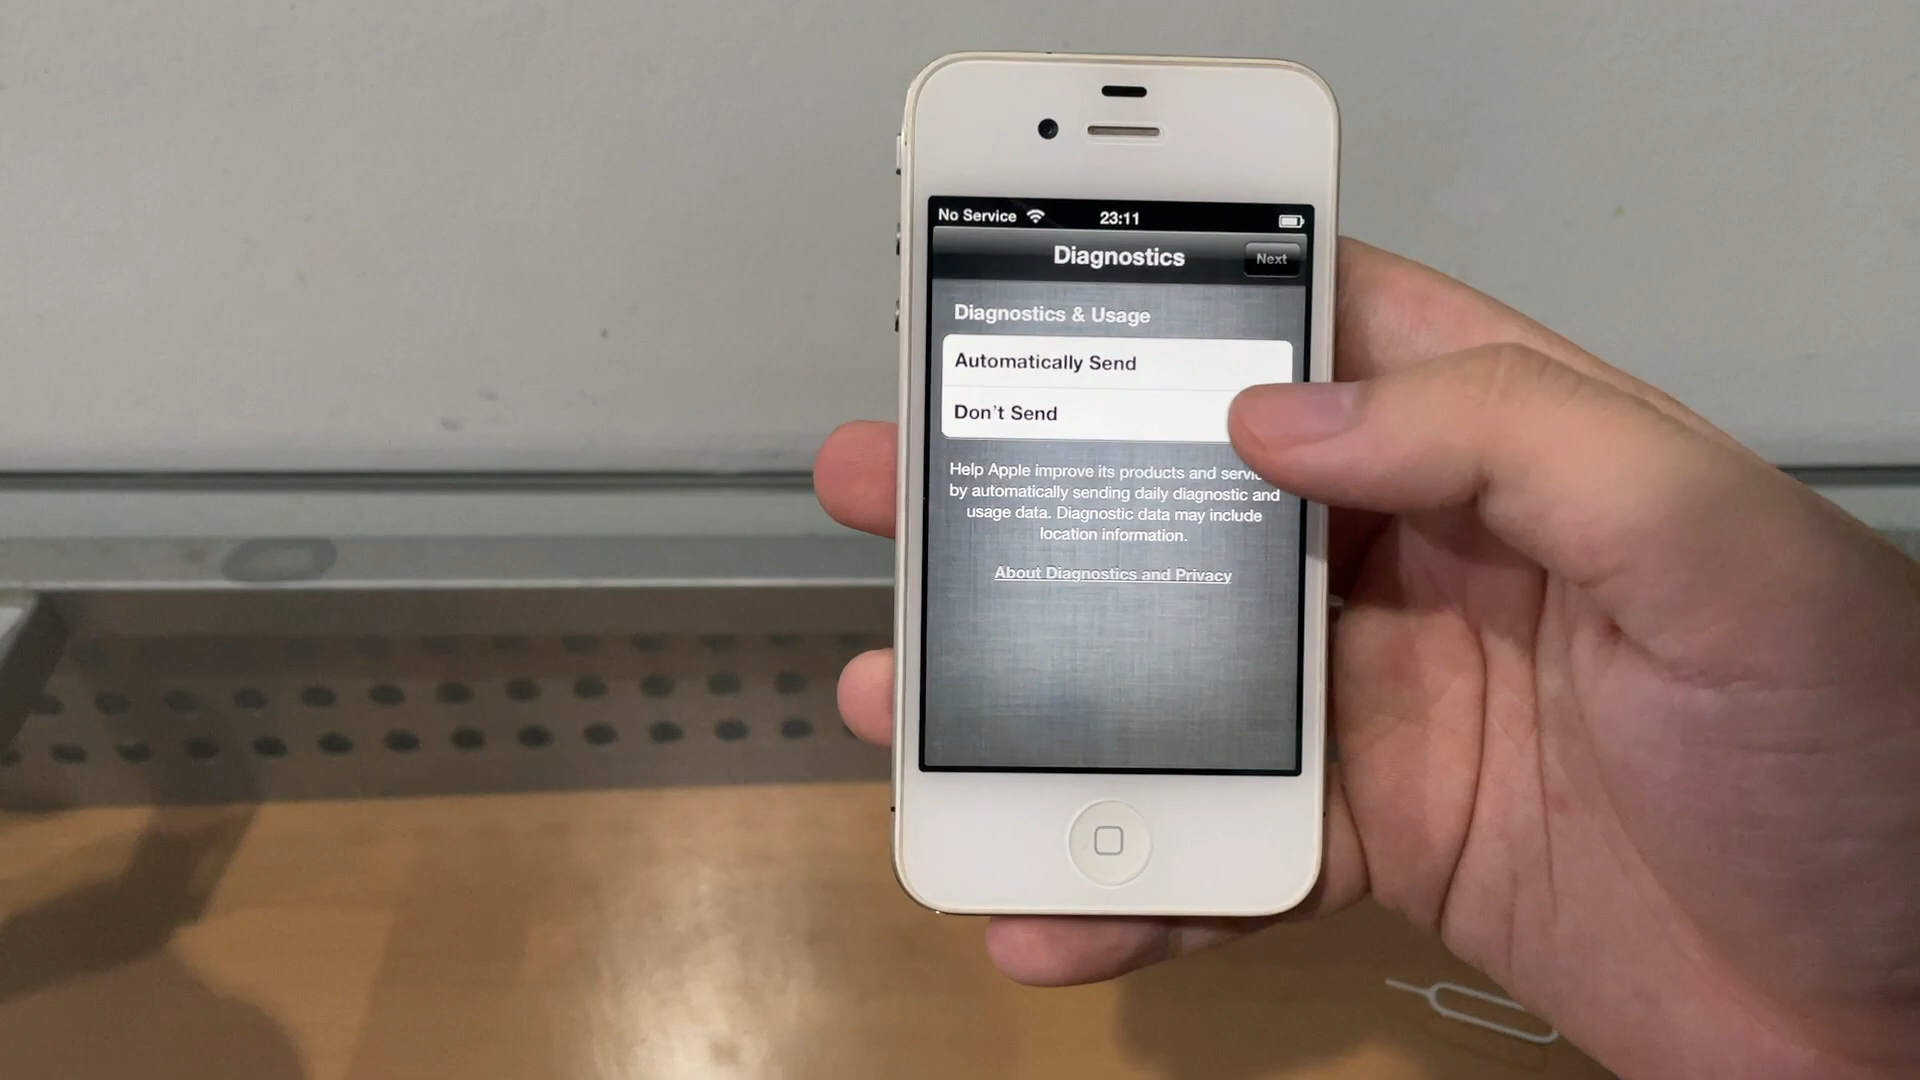 No Service 23:11
Diagnostics Next
Diagnostics & Usage
Automatically Send
Don't Send
Help Apple improve its products and
by automatically sending daily diagnostic and
usage data. Diagnostic data may include
location information.
About Diagnostics and Privacy